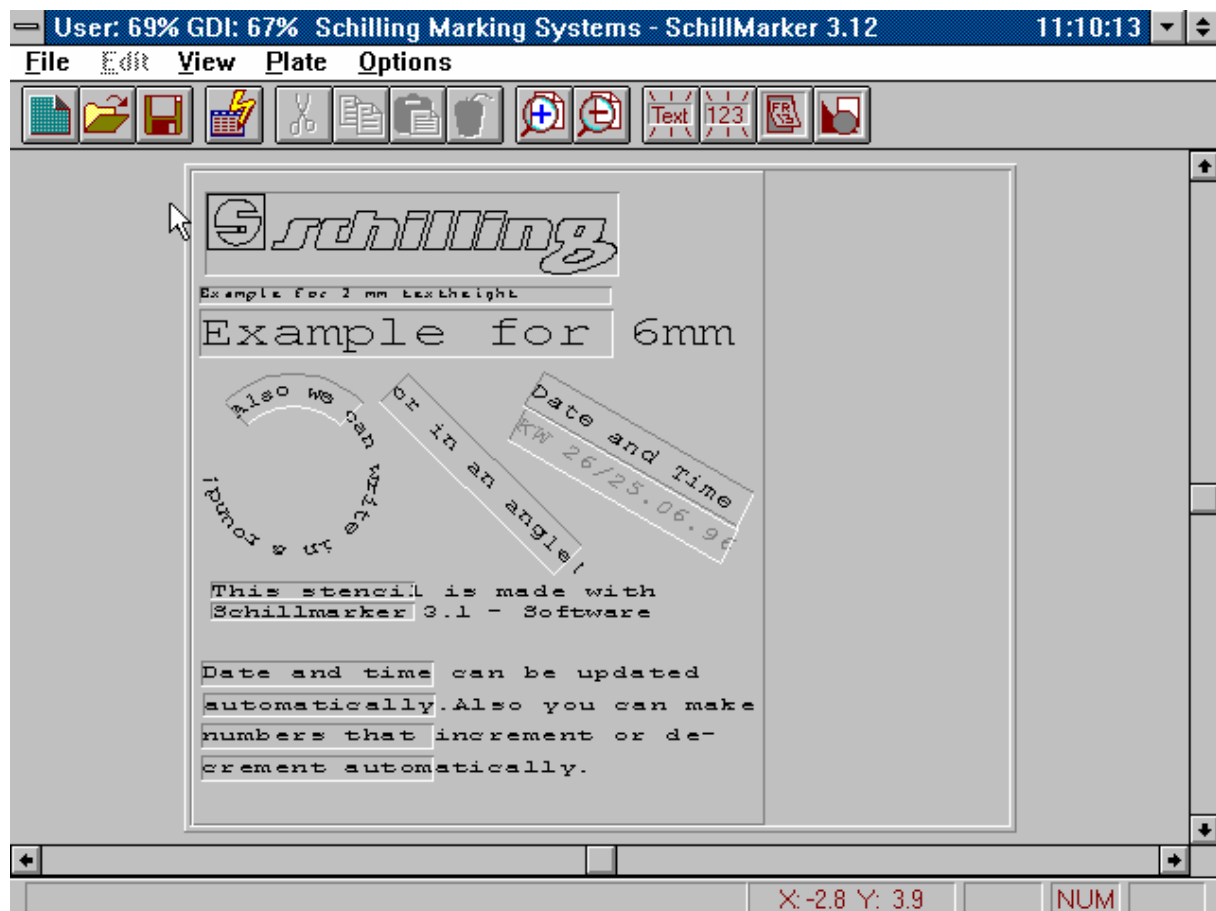 User: 69% GDI: 67% Schilling Marking Systems - SchillMarker 3.12 11:10:13
File Edit View Plate Options
Text 123 FR
S schilling
Example for 2 mm textheight
Example for 6mm
Also we can write in a round!
or in an angle!
Date and Time
KW 26/25.06.96
This stencil is made with
Schillmarker 3.1 - Software
Date and time can be updated
automatically.Also you can make
numbers that increment or de-
crement automatically.
X:-2.8 Y: 3.9 NUM